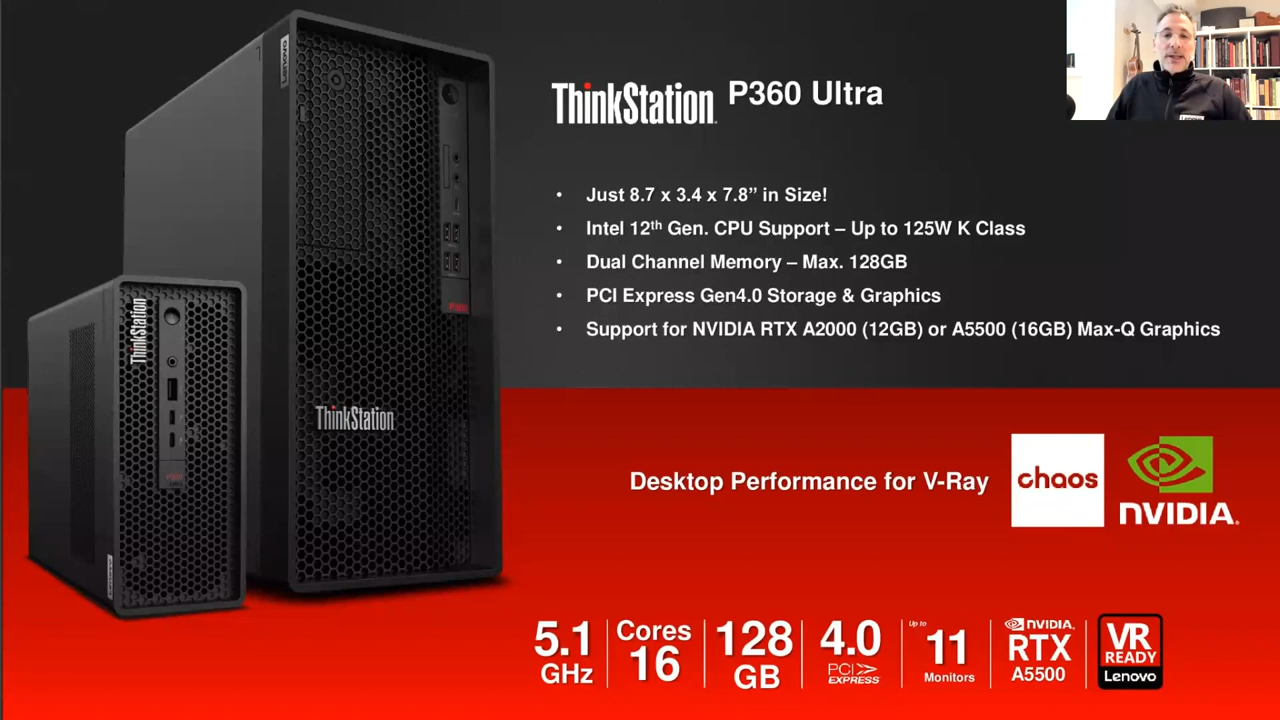 ThinkStation P360 Ultra
• Just 8.7 x 3.4 x 7.8” in Size!
• Intel 12th Gen. CPU Support – Up to 125W K Class
• Dual Channel Memory – Max. 128GB
• PCI Express Gen4.0 Storage & Graphics
• Support for NVIDIA RTX A2000 (12GB) or A5500 (16GB) Max-Q Graphics
Lenovo
ThinkStation
ThinkStation
Desktop Performance for V-Ray
chaos
NVIDIA.
5.1
GHz
Cores
16
128
GB
4.0
PCI
EXPRESS
Up to
11
Monitors
NVIDIA.
RTX
A5500
VR
READY
Lenovo